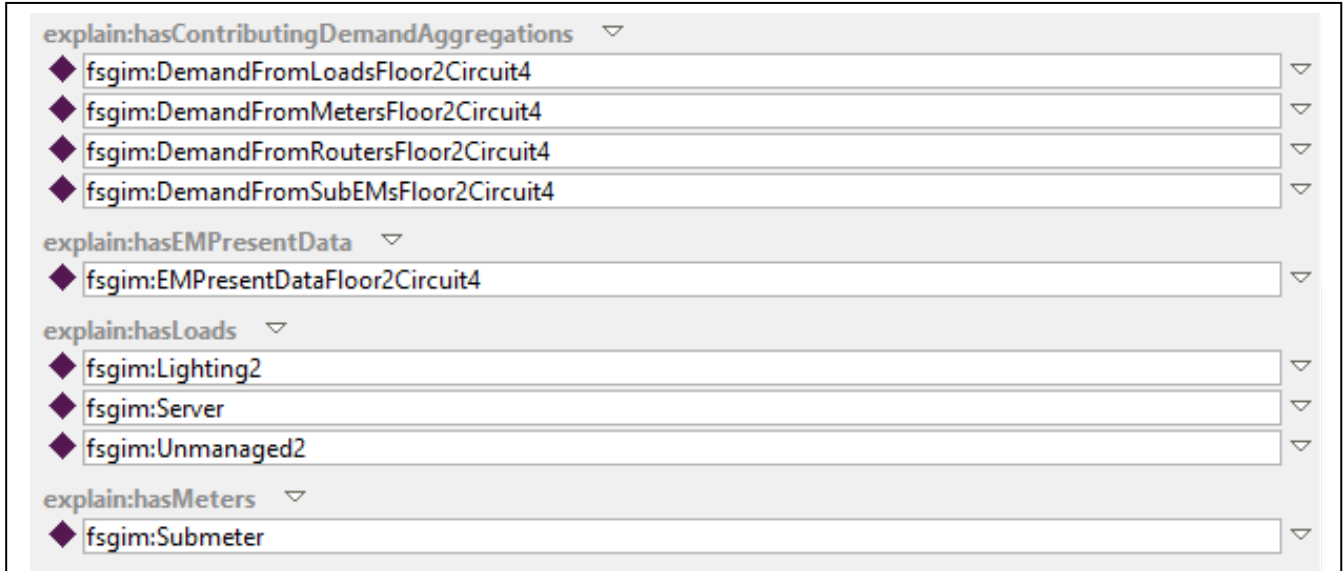 explain:hasContributingDemandAggregations
fsgim:DemandFromLoadsFloor2Circuit4
fsgim:DemandFromMetersFloor2Circuit4
fsgim:DemandFromRoutersFloor2Circuit4
fsgim:DemandFromSubEMsFloor2Circuit4
explain:hasEMPresentData
fsgim:EMPresentDataFloor2Circuit4
explain:hasLoads
fsgim:Lighting2
fsgim:Server
fsgim:Unmanaged2
explain:hasMeters
fsgim:Submeter